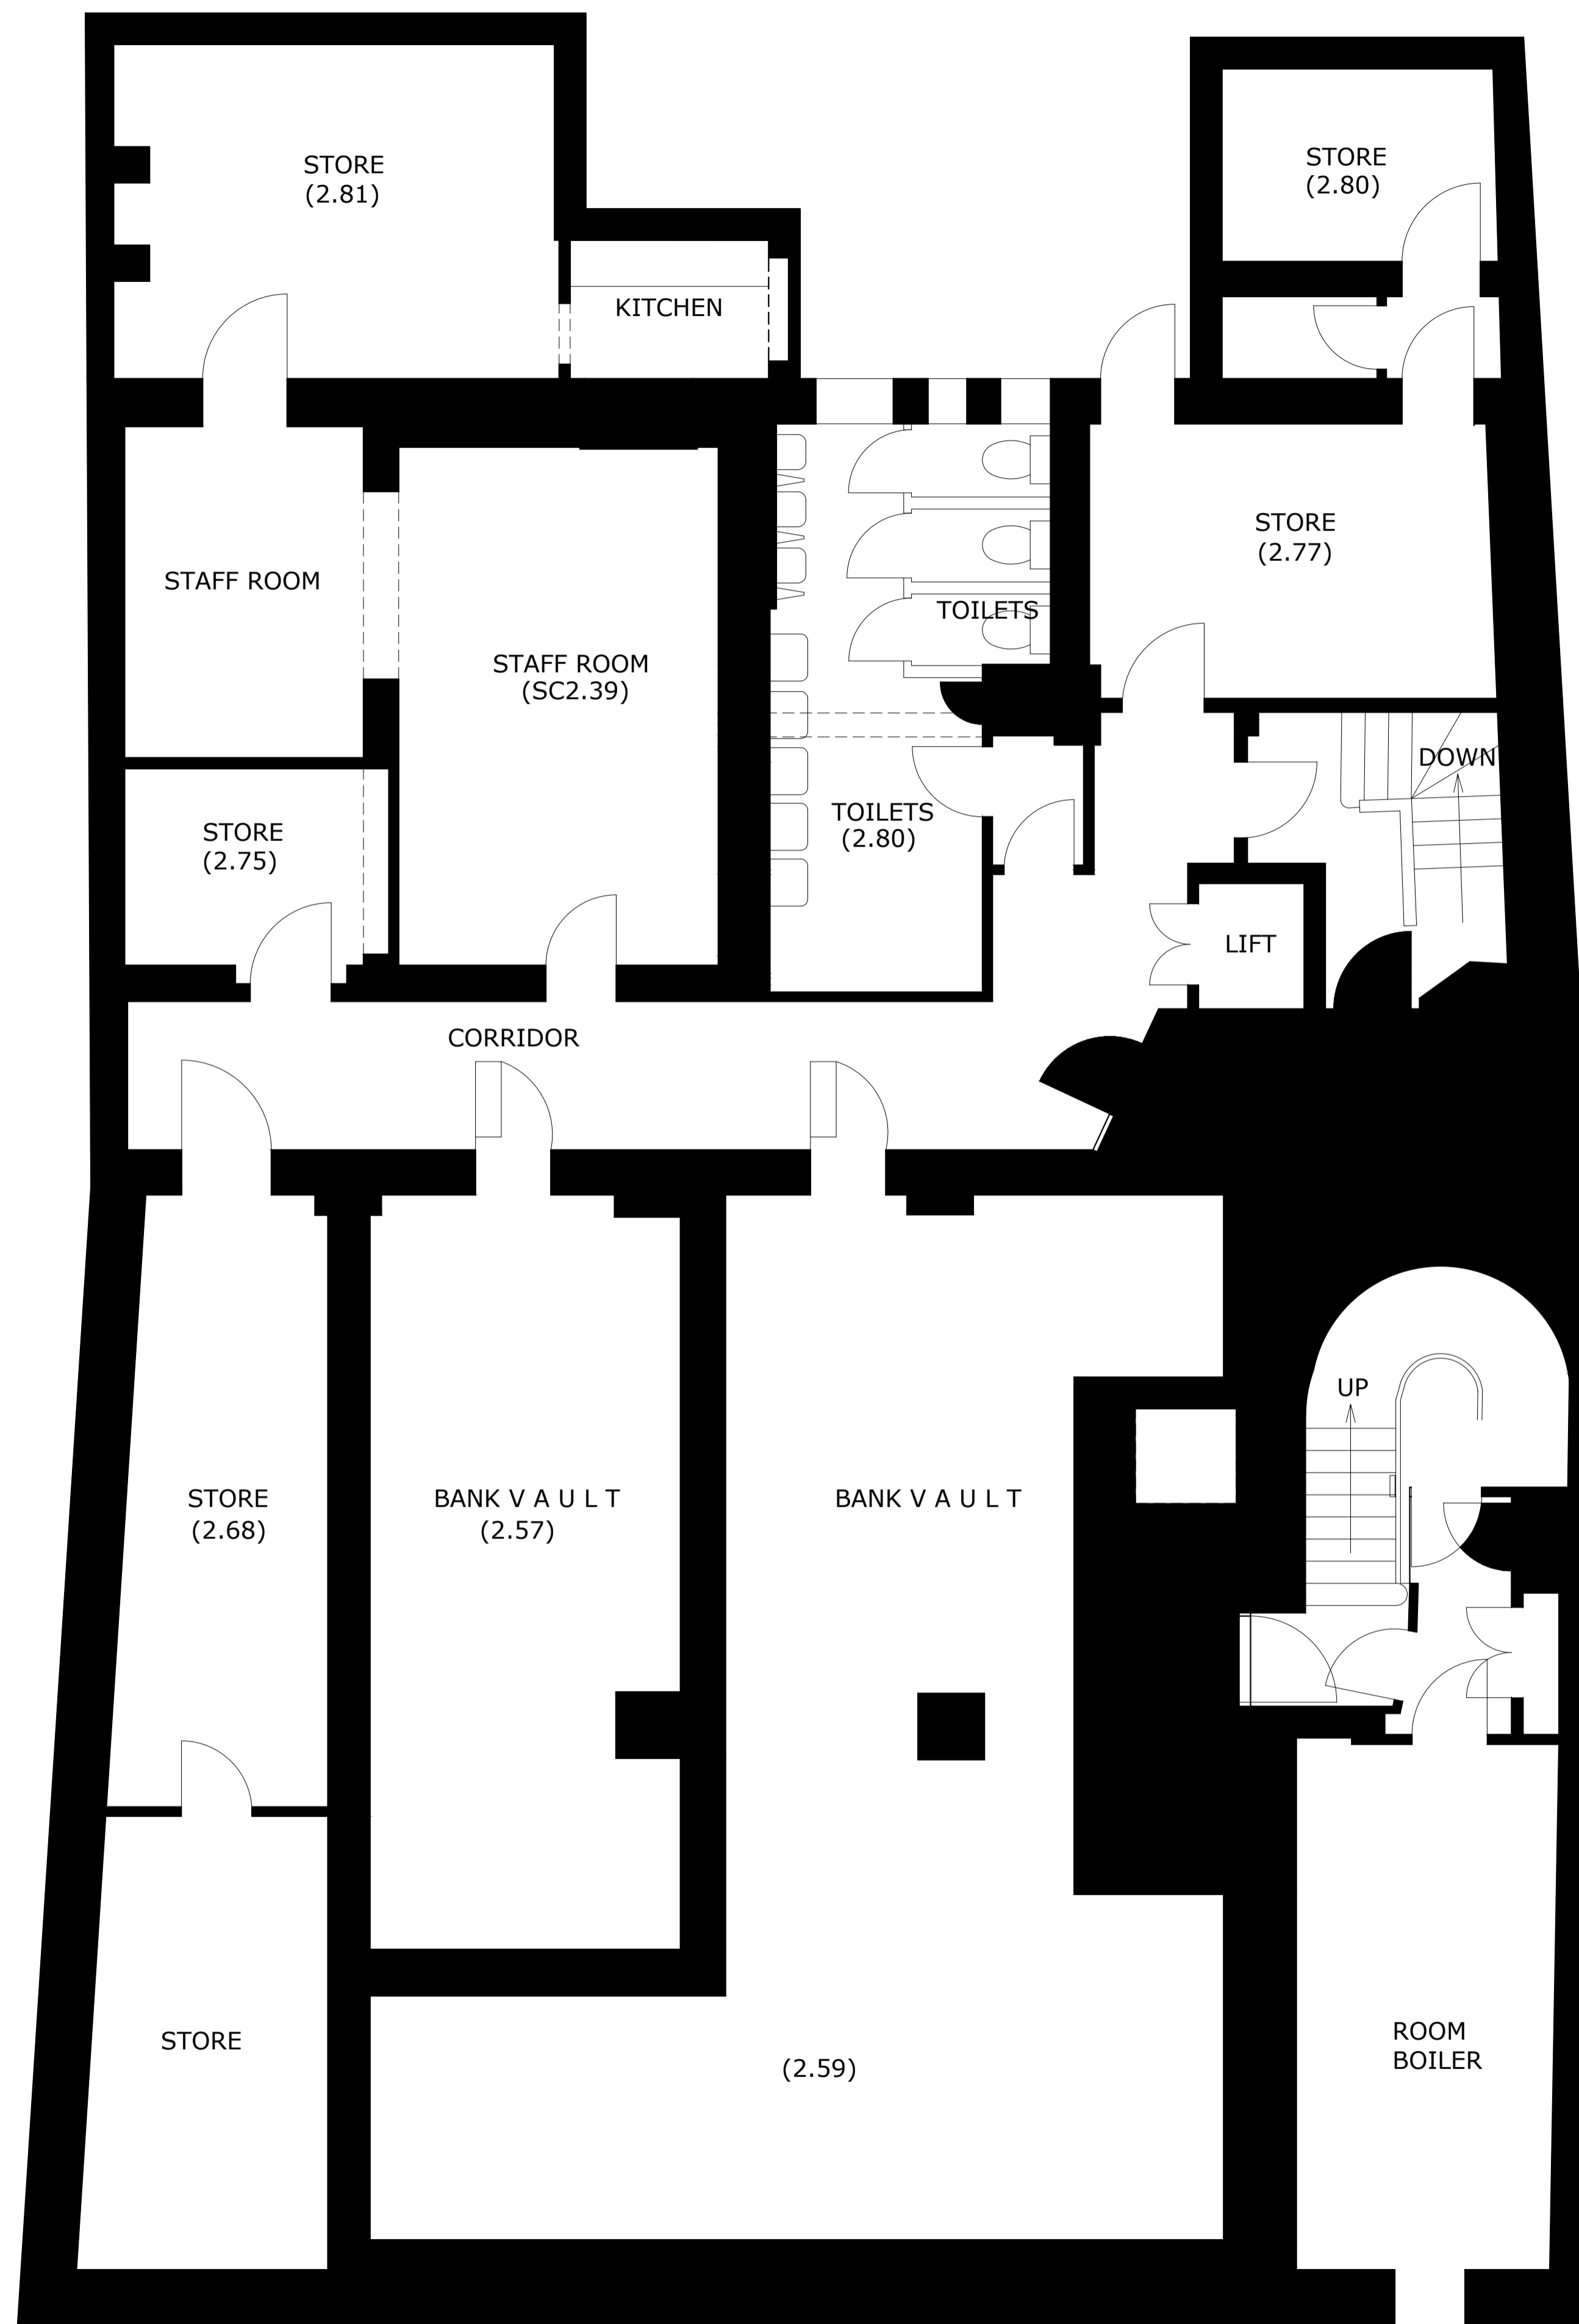 STORE
(2.81)
STORE
(2.80)
KITCHEN
STORE
(2.77)
STAFF ROOM
TOILETS
STAFF ROOM
(SC2.39)
DOWN
TOILETS
(2.80)
STORE
(2.75)
LIFT
CORRIDOR
UP
STORE
(2.68)
BANK V A U L T
(2.57)
BANK V A U L T
STORE
(2.59)
ROOM
BOILER